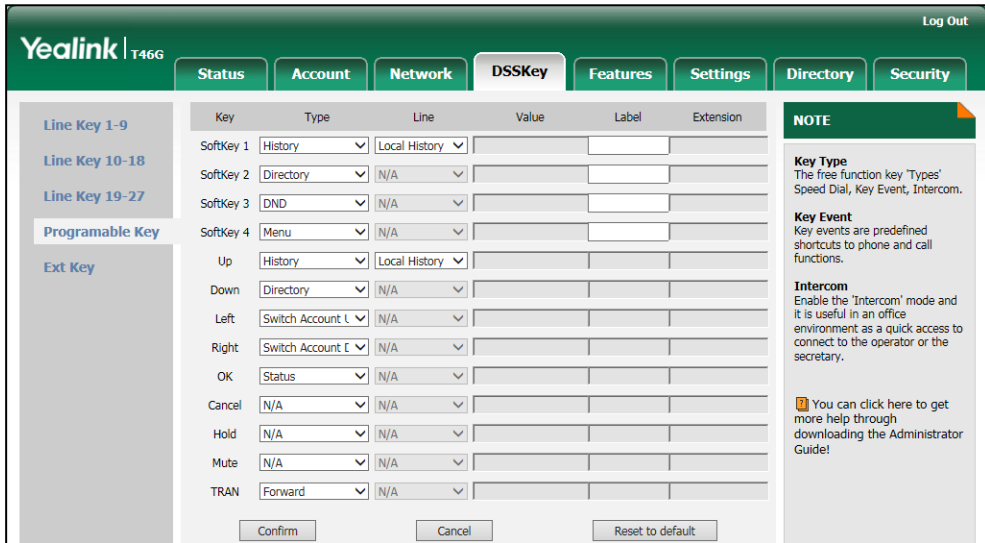 Log Out
Yealink T46G
Status Account Network DSSKey Features Settings Directory Security
Line Key 1-9
Line Key 10-18
Line Key 19-27
Programable Key
Ext Key
Key Type Line Value Label Extension
SoftKey 1 History Local History
SoftKey 2 Directory N/A
SoftKey 3 DND N/A
SoftKey 4 Menu N/A
Up History Local History
Down Directory N/A
Left Switch Account U N/A
Right Switch Account D N/A
OK Status N/A
Cancel N/A N/A
Hold N/A N/A
Mute N/A N/A
TRAN Forward N/A
Confirm Cancel Reset to default
NOTE
Key Type
The free function key 'Types'
Speed Dial, Key Event, Intercom.
Key Event
Key events are predefined
shortcuts to phone and call
functions.
Intercom
Enable the 'Intercom' mode and
it is useful in an office
environment as a quick access to
connect to the operator or the
secretary.
You can click here to get
more help through
downloading the Administrator
Guide!